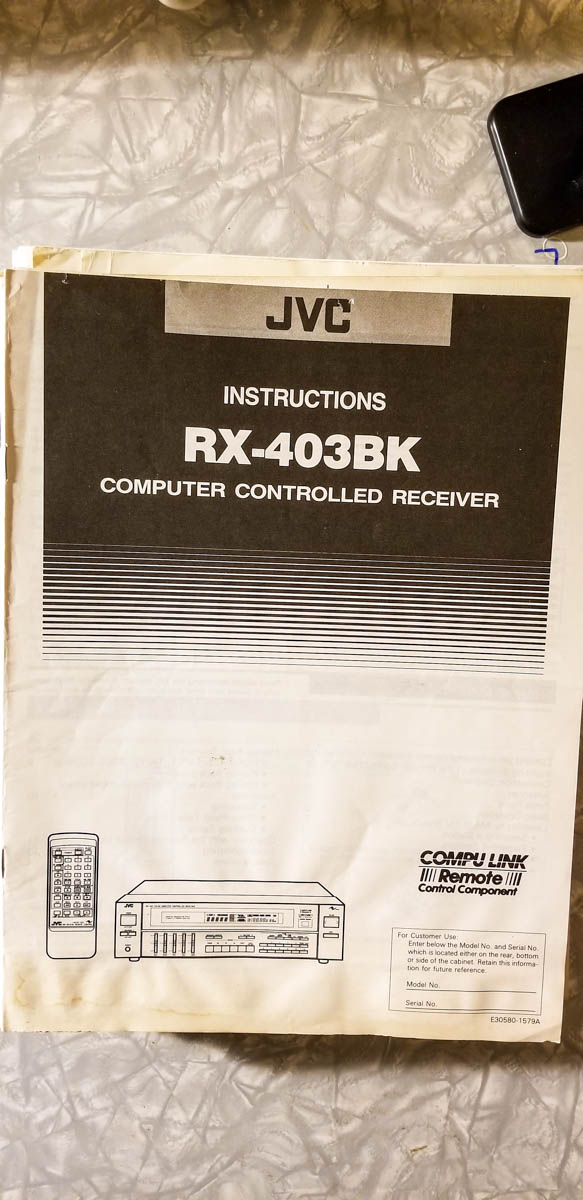 JVC
INSTRUCTIONS
RX-403BK
COMPUTER CONTROLLED RECEIVER
COMPU LINK
Remote
Control Component
JVC
JVC
For Customer Use:
Enter below the Model No. and Serial No.
which is located either on the rear, bottom
or side of the cabinet. Retain this informa-
tion for future reference.
Model No.
Serial No.
E30580-1579A